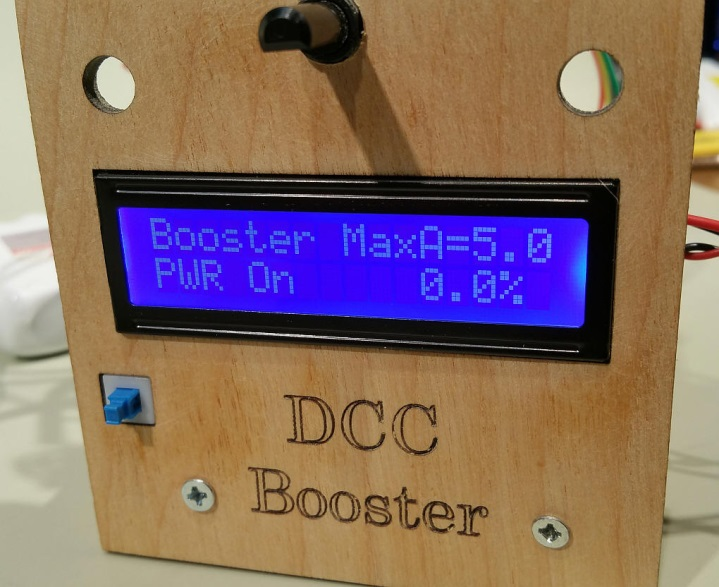 Booster MaxA=5.0
PWR On 0.0%
DCC
Booster